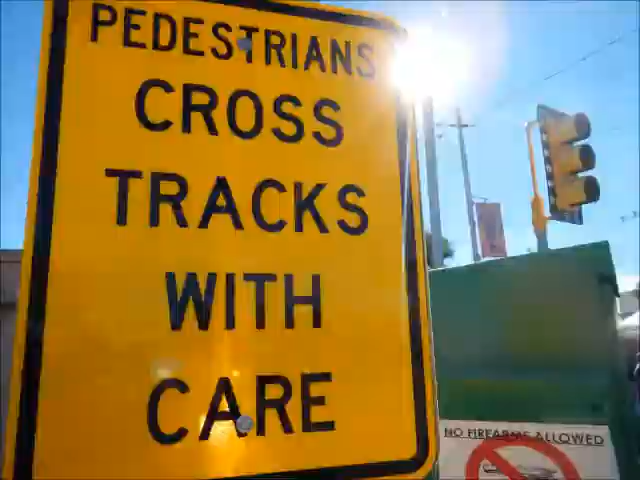 PEDESTRIANS
CROSS
TRACKS
WITH
CARE
NO FIREARMS ALLOWED